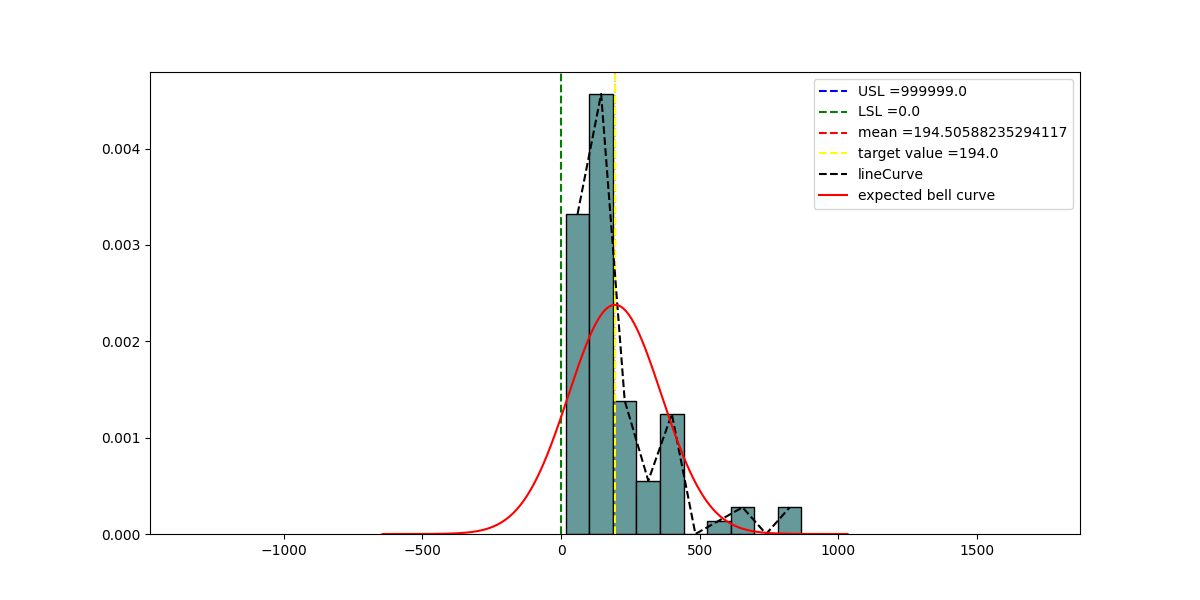 USL =999999.0
LSL =0.0
mean =194.50588235294117
target value =194.0
lineCurve
expected bell curve
0.004
0.003
0.002
0.001
0.000
−1000
−500
0
500
1000
1500